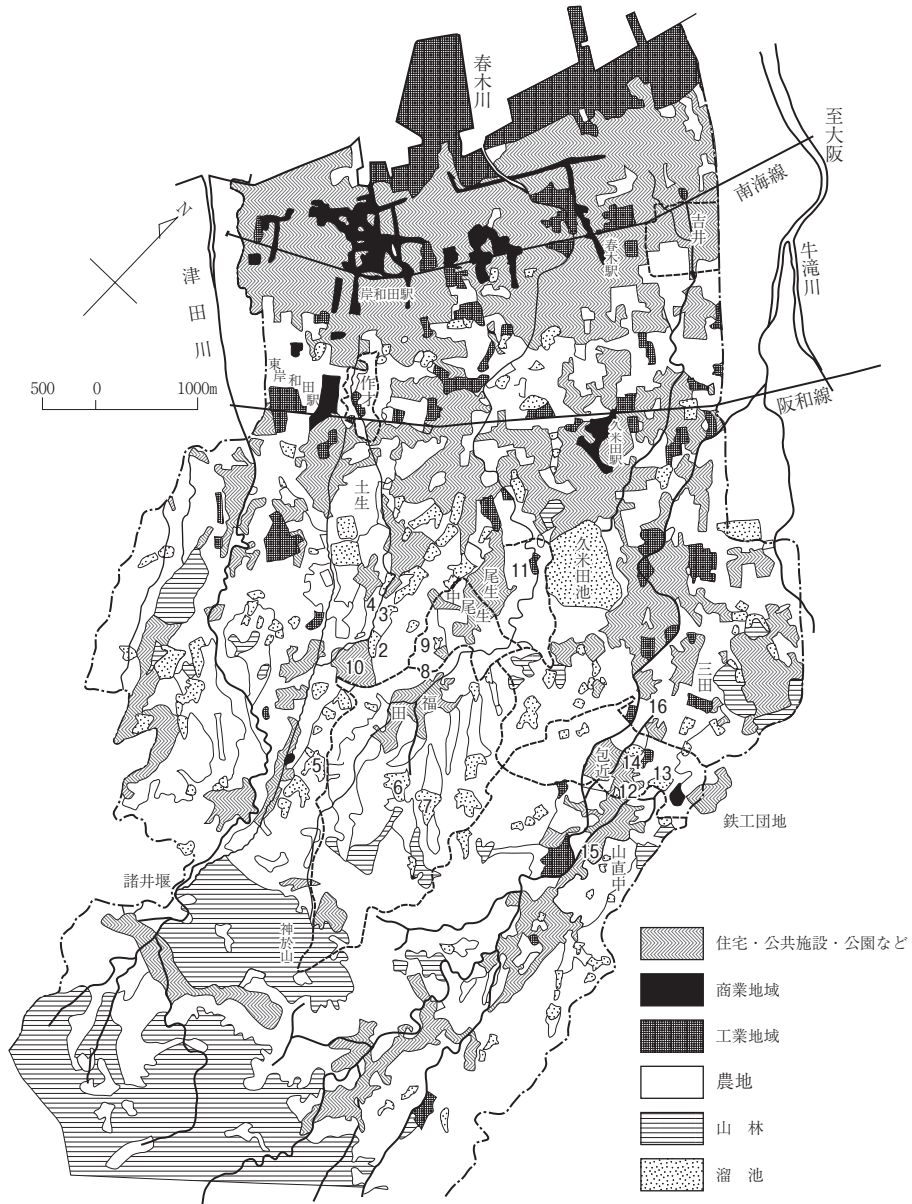 春木川
至大阪
南海線
吉井
春木駅
牛滝川
N
津田川
岸和田駅
500 0 1000m
東岸和田駅
作才
阪和線
久米田駅
土生
久米田池
尾生
中尾生
11
4
3
2
9
8
10
福田
三田
16
5
6
7
包近
14
13
12
15
鉄工団地
山直中
諸井堰
神於山
住宅・公共施設・公園など
商業地域
工業地域
農地
山 林
溜 池